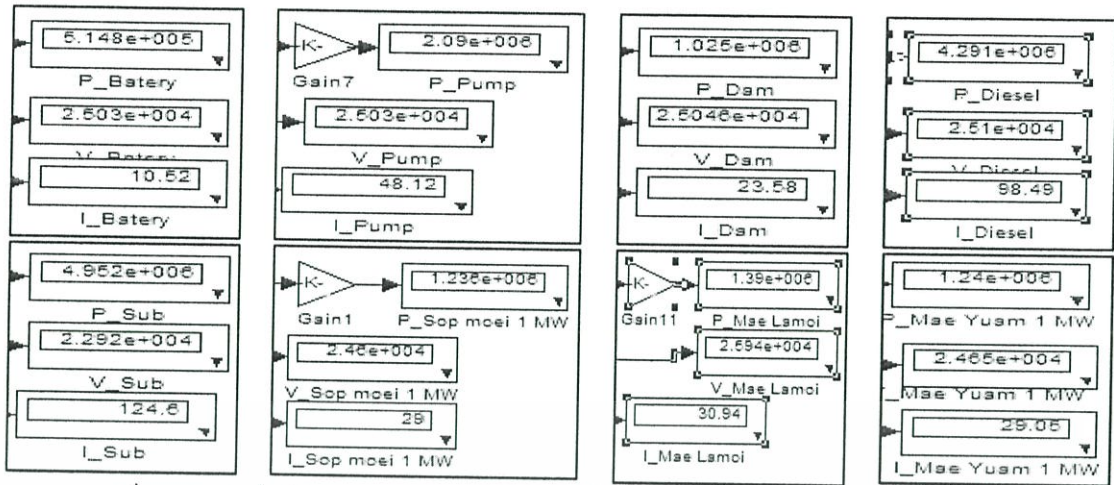 5.148e+005
P_Batery
2.503e+004
V_Batery
10.52
I_Batery
K-
Gain7
2.09e+006
P_Pump
2.503e+004
V_Pump
48.12
I_Pump
1.025e+006
P_Dam
2.5046e+004
V_Dam
23.58
I_Dam
4.291e+006
P_Diesel
2.51e+004
V_Diesel
98.49
I_Diesel
4.952e+006
P_Sub
2.292e+004
V_Sub
124.6
I_Sub
K-
Gain1
1.236e+006
P_Sop moei 1 MW
2.46e+004
V_Sop moei 1 MW
29
I_Sop moei 1 MW
K-
Gain11
1.39e+006
P_Mae Lamoi
2.594e+004
V_Mae Lamoi
30.94
I_Mae Lamoi
1.24e+006
P_Mae Yuam 1 MW
2.465e+004
_Mae Yuam 1 MW
29.05
I_Mae Yuam 1 MW